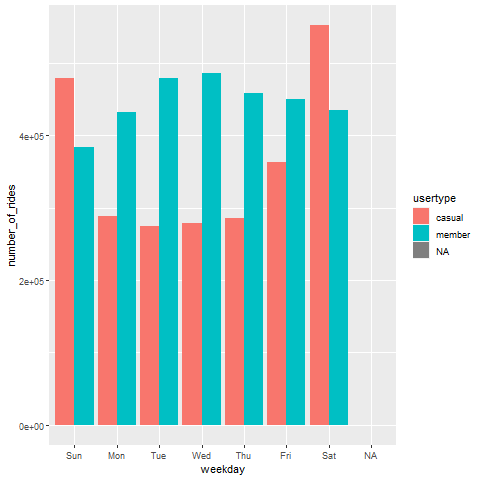 number_of_rides
4e+05
2e+05
0e+00
Sun Mon Tue Wed Thu Fri Sat NA
weekday
usertype
casual
member
NA